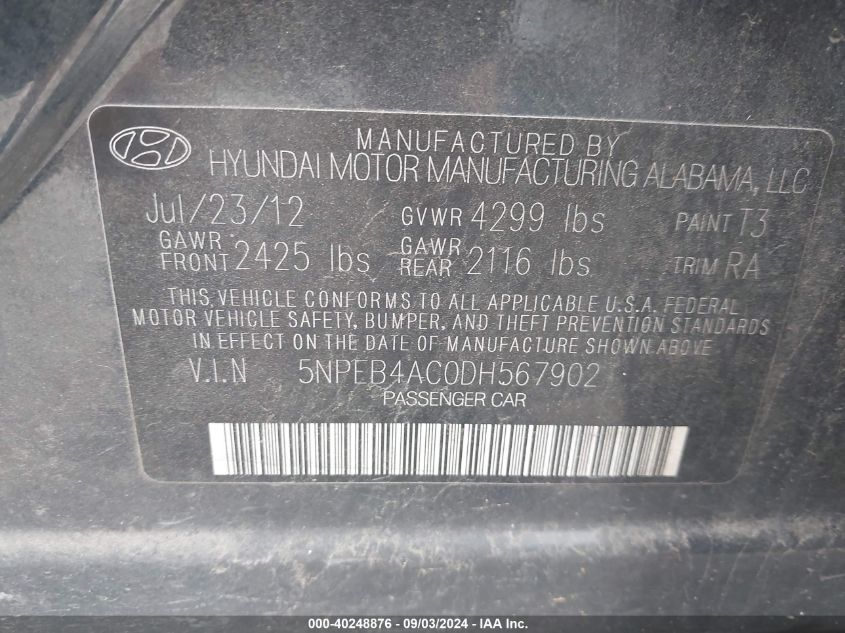 MANUFACTURED BY
HYUNDAI MOTOR MANUFACTURING ALABAMA, LLC
Jul/23/12 GVWR 4299 lbs PAINT T3
GAWR FRONT 2425 lbs GAWR REAR 2116 lbs TRIM RA
THIS VEHICLE CONFORMS TO ALL APPLICABLE U.S.A. FEDERAL
MOTOR VEHICLE SAFETY, BUMPER, AND THEFT PREVENTION STANDARDS
IN EFFECT ON THE DATE OF MANUFACTURE SHOWN ABOVE
V.I.N 5NPEB4AC0DH567902
PASSENGER CAR
000-40248876 - 09/03/2024 - IAA Inc.